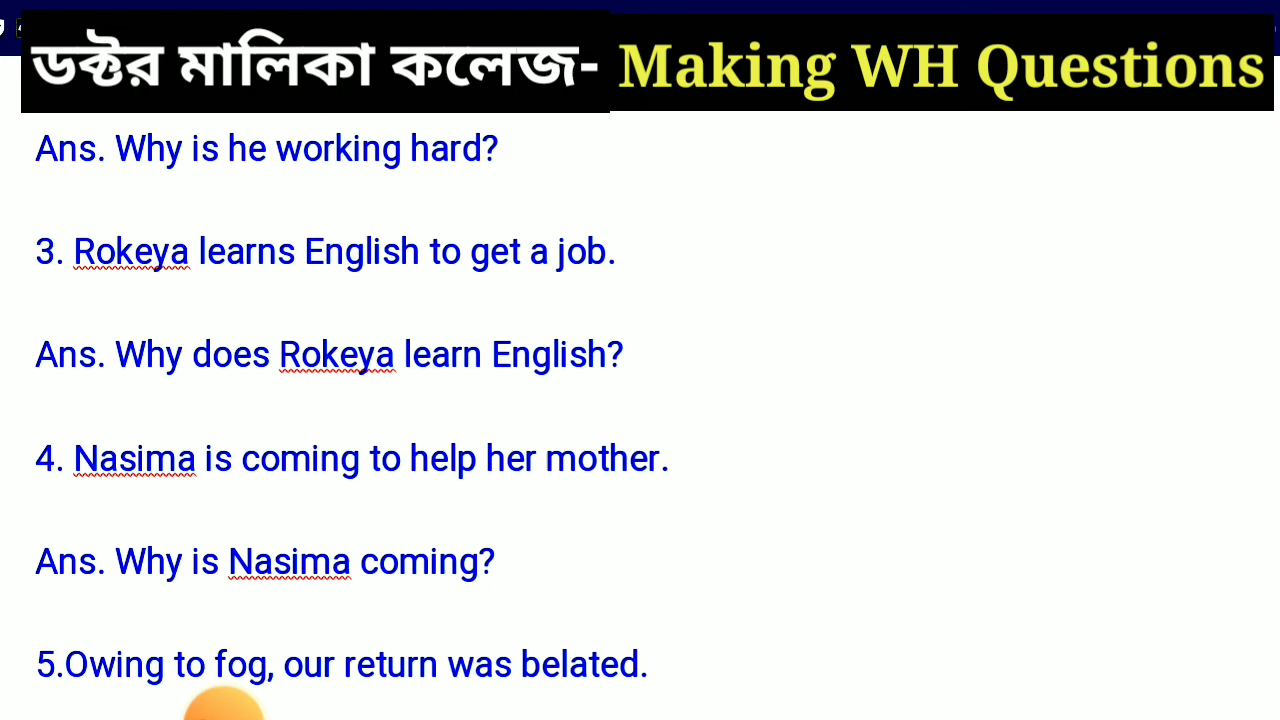 ডক্টর মালিকা কলেজ- Making WH Questions
Ans. Why is he working hard?
3. Rokeya learns English to get a job.
Ans. Why does Rokeya learn English?
4. Nasima is coming to help her mother.
Ans. Why is Nasima coming?
5.Owing to fog, our return was belated.